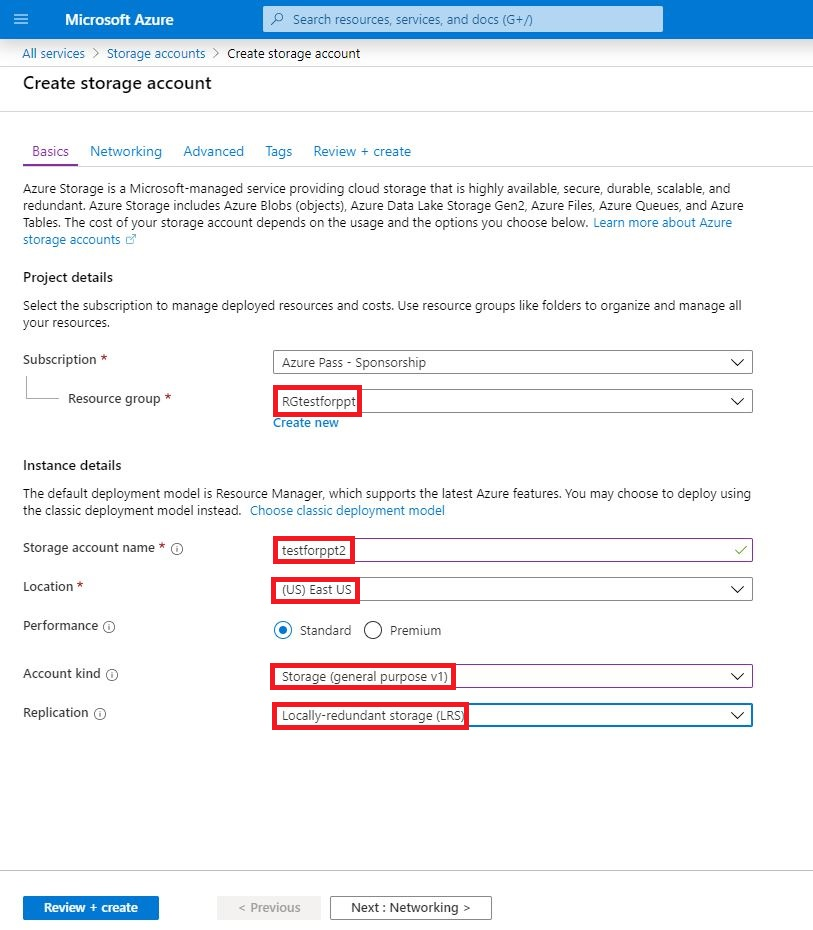 Microsoft Azure
Search resources, services, and docs (G+/)
All services > Storage accounts > Create storage account
Create storage account
Basics Networking Advanced Tags Review + create
Azure Storage is a Microsoft-managed service providing cloud storage that is highly available, secure, durable, scalable, and
redundant. Azure Storage includes Azure Blobs (objects), Azure Data Lake Storage Gen2, Azure Files, Azure Queues, and Azure
Tables. The cost of your storage account depends on the usage and the options you choose below. Learn more about Azure
storage accounts
Project details
Select the subscription to manage deployed resources and costs. Use resource groups like folders to organize and manage all
your resources.
Subscription * Azure Pass - Sponsorship
Resource group * RGtestforppt
Create new
Instance details
The default deployment model is Resource Manager, which supports the latest Azure features. You may choose to deploy using
the classic deployment model instead. Choose classic deployment model
Storage account name * testforppt2
Location * (US) East US
Performance Standard Premium
Account kind Storage (general purpose v1)
Replication Locally-redundant storage (LRS)
Review + create < Previous Next : Networking >